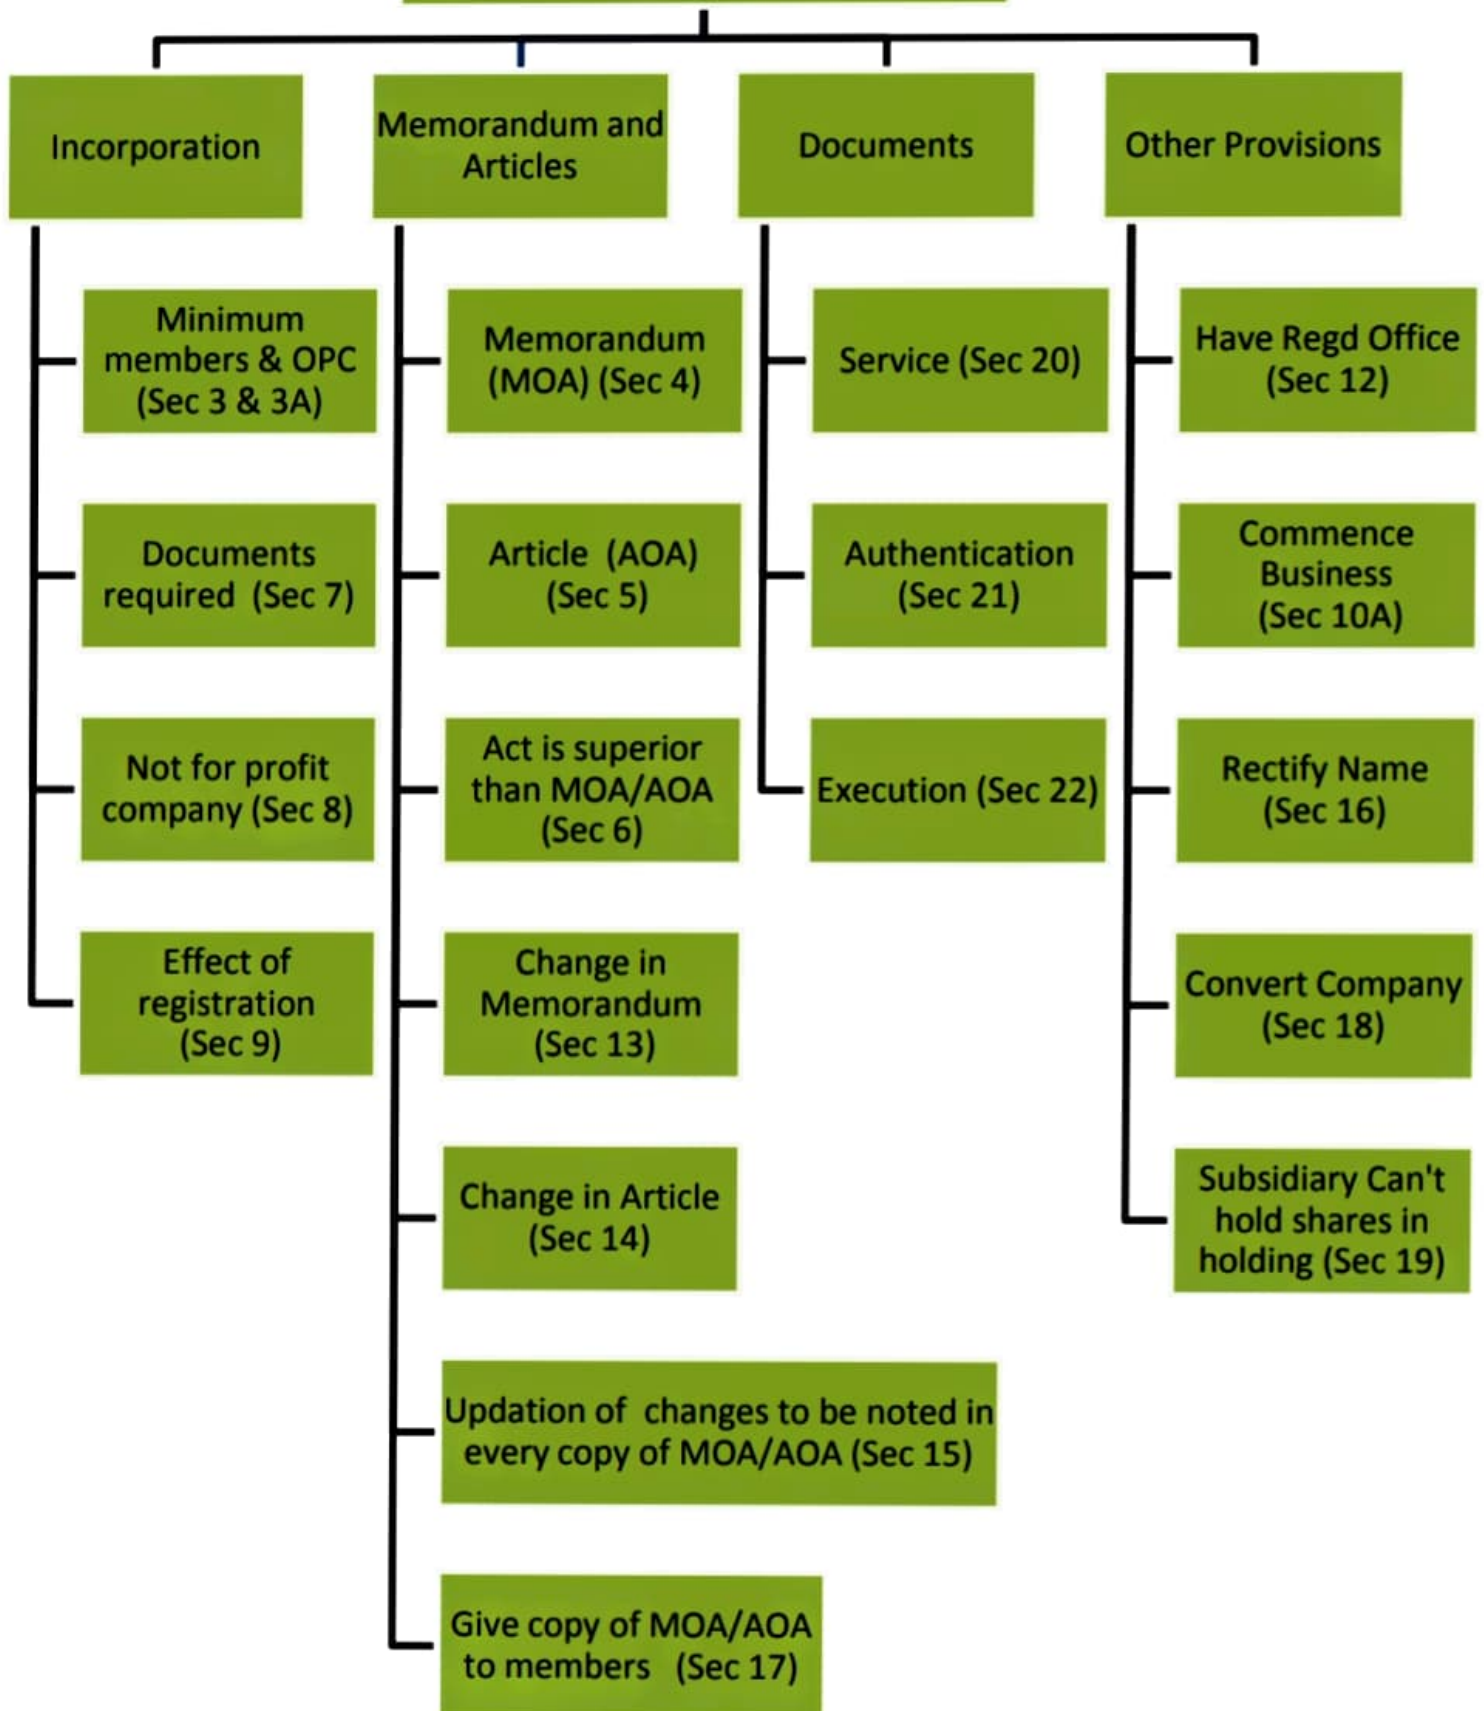 Incorporation
Memorandum and
Articles
Documents
Other Provisions
Minimum
members & OPC
(Sec 3 & 3A)
Documents
required (Sec 7)
Not for profit
company (Sec 8)
Effect of
registration
(Sec 9)
Memorandum
(MOA) (Sec 4)
Article (AOA)
(Sec 5)
Act is superior
than MOA/AOA
(Sec 6)
Change in
Memorandum
(Sec 13)
Change in Article
(Sec 14)
Updation of changes to be noted in
every copy of MOA/AOA (Sec 15)
Give copy of MOA/AOA
to members (Sec 17)
Service (Sec 20)
Authentication
(Sec 21)
Execution (Sec 22)
Have Regd Office
(Sec 12)
Commence
Business
(Sec 10A)
Rectify Name
(Sec 16)
Convert Company
(Sec 18)
Subsidiary Can't
hold shares in
holding (Sec 19)